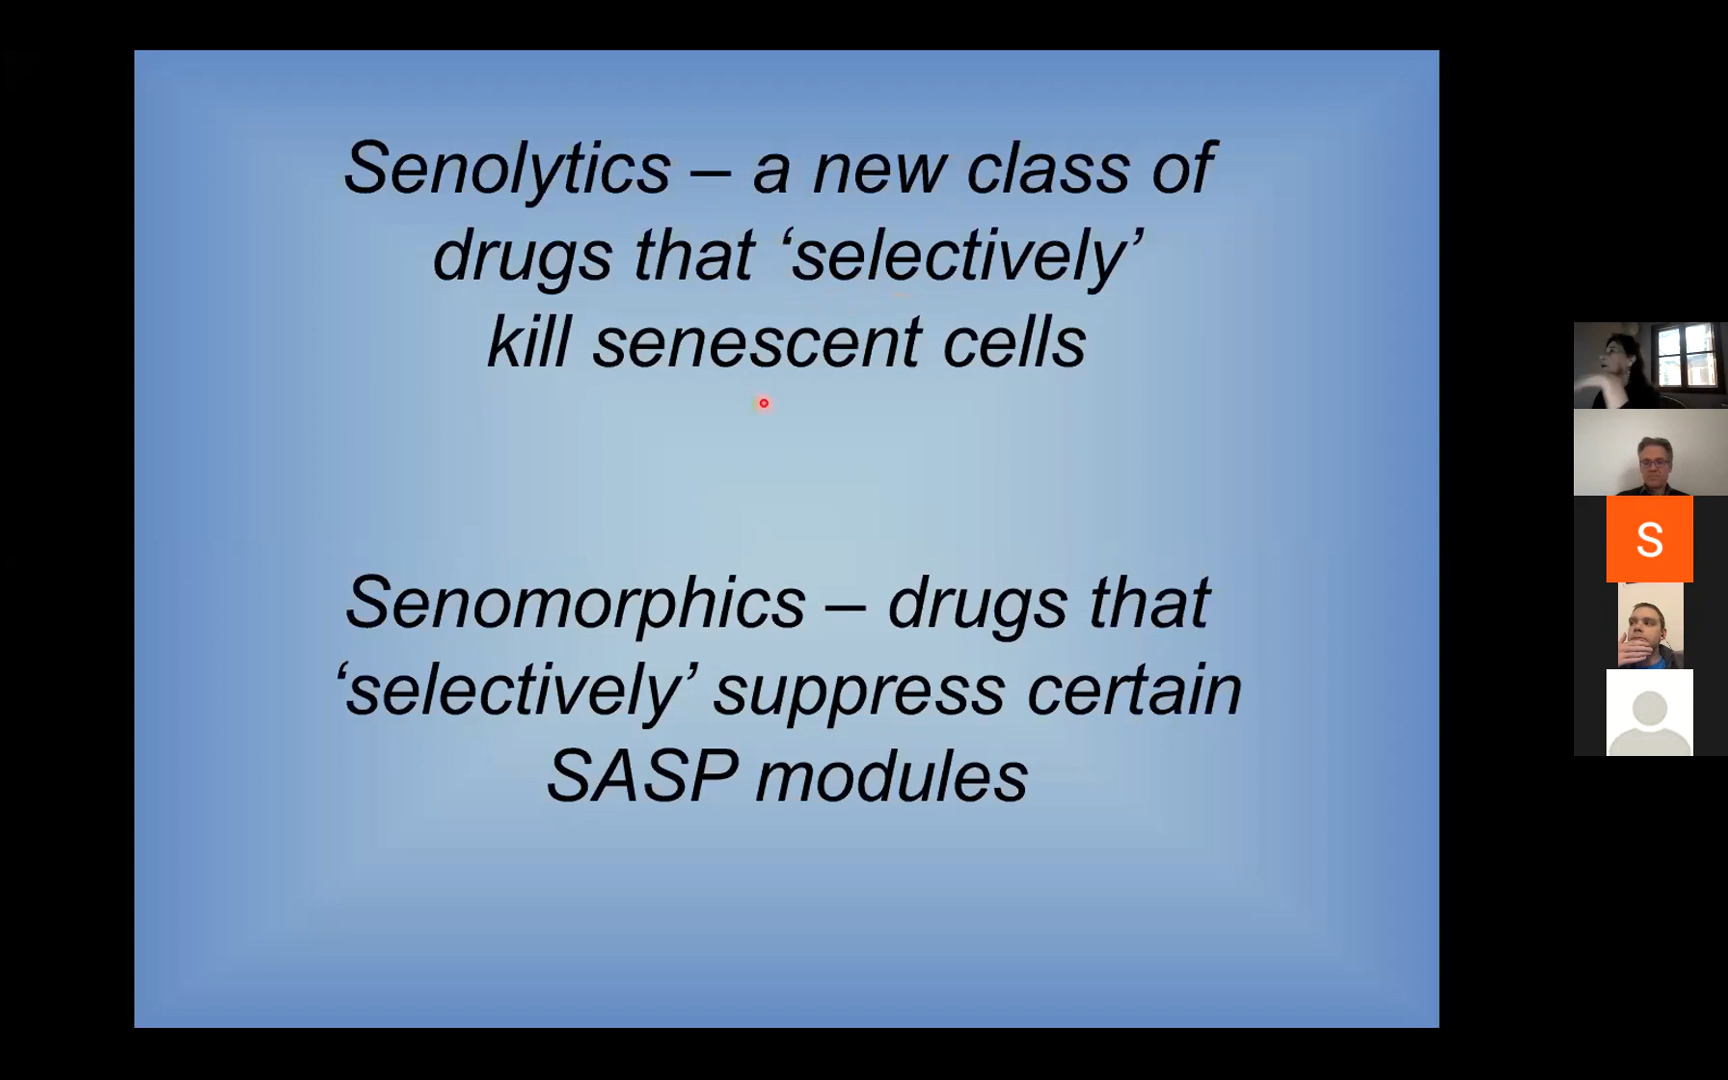 Senolytics – a new class of
drugs that ‘selectively’
kill senescent cells
Senomorphics – drugs that
‘selectively’ suppress certain
SASP modules
S